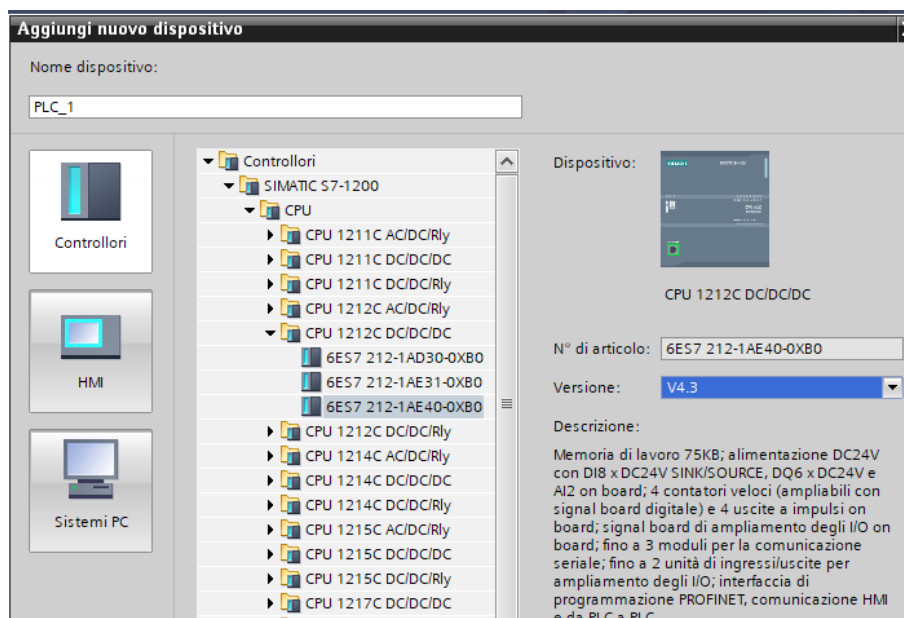 Aggiungi nuovo dispositivo
Nome dispositivo:
PLC_1
Controllori
HMI
Sistemi PC
Controllori
SIMATIC S7-1200
CPU
CPU 1211C AC/DC/Rly
CPU 1211C DC/DC/DC
CPU 1211C DC/DC/Rly
CPU 1212C AC/DC/Rly
CPU 1212C DC/DC/DC
6ES7 212-1AD30-0XB0
6ES7 212-1AE31-0XB0
6ES7 212-1AE40-0XB0
CPU 1212C DC/DC/Rly
CPU 1214C AC/DC/Rly
CPU 1214C DC/DC/DC
CPU 1214C DC/DC/Rly
CPU 1215C AC/DC/Rly
CPU 1215C DC/DC/DC
CPU 1215C DC/DC/Rly
CPU 1217C DC/DC/DC
Dispositivo:
SIEMENS
CPU 1212C DC/DC/DC
N° di articolo: 6ES7 212-1AE40-0XB0
Versione: V4.3
Descrizione:
Memoria di lavoro 75KB; alimentazione DC24V
con DI8 x DC24V SINK/SOURCE, DQ6 x DC24V e
AI2 on board; 4 contatori veloci (ampliabili con
signal board digitale) e 4 uscite a impulsi on
board; signal board di ampliamento degli I/O on
board; fino a 3 moduli per la comunicazione
seriale; fino a 2 unità di ingressi/uscite per
ampliamento degli I/O; interfaccia di
programmazione PROFINET, comunicazione HMI
e da PLC a PLC